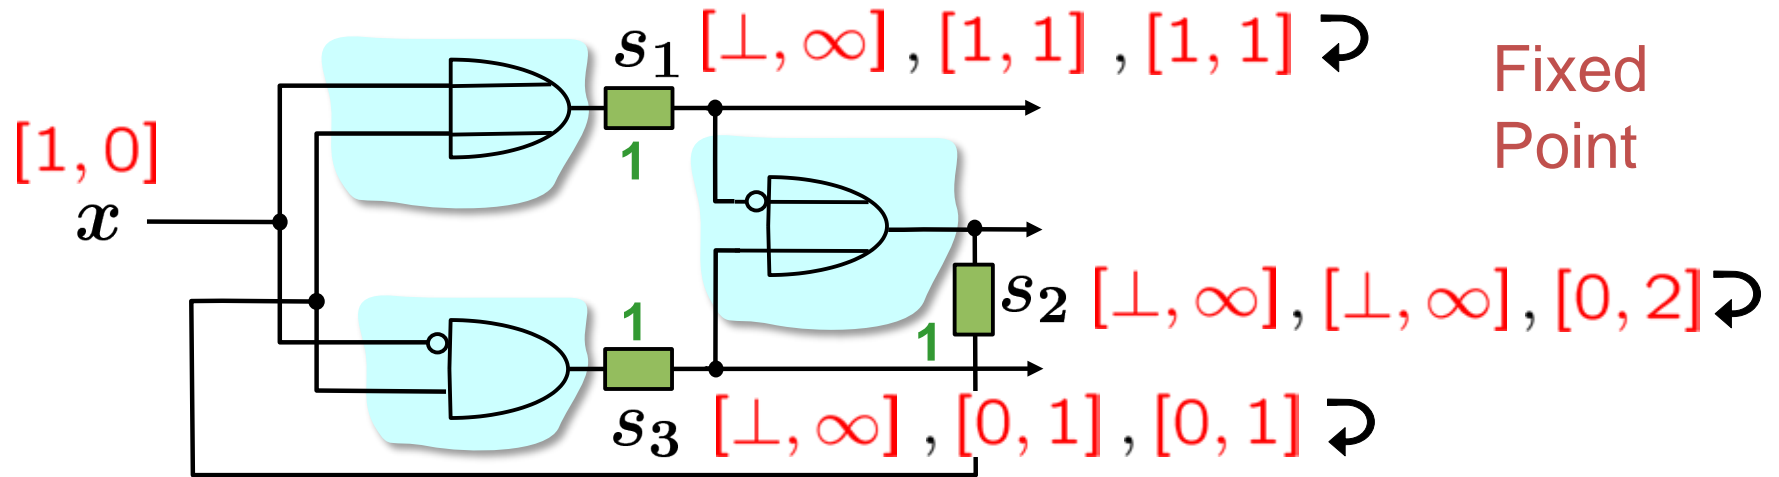 s₁ [⊥, ∞] , [1, 1] , [1, 1]
Fixed
Point
[1, 0]
x
1
1
s₂ [⊥, ∞] , [⊥, ∞] , [0, 2]
1
s₃ [⊥, ∞] , [0, 1] , [0, 1]